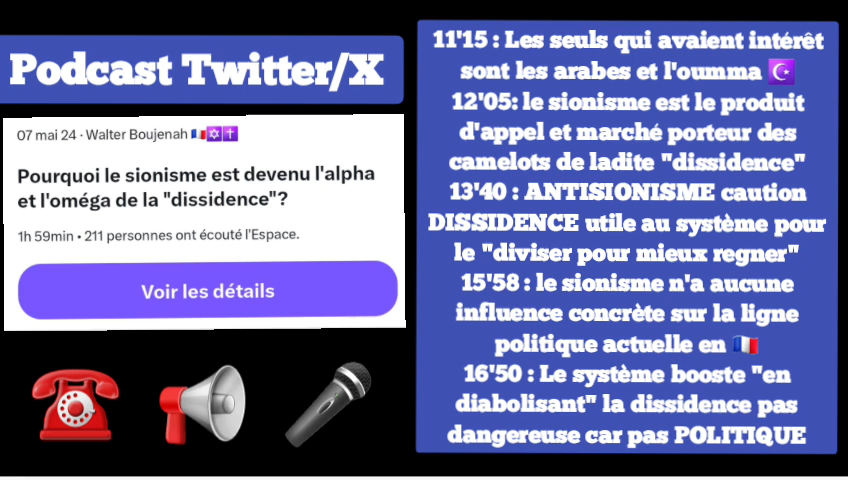 Podcast Twitter/X
07 mai 24 · Walter Boujenah 🇫🇷✡️✝️
Pourquoi le sionisme est devenu l'alpha
et l'oméga de la "dissidence"?
1h 59min • 211 personnes ont écouté l'Espace.
Voir les détails
11'15 : Les seuls qui avaient intérêt
sont les arabes et l'oumma ☪️
12'05: le sionisme est le produit
d'appel et marché porteur des
camelots de ladite "dissidence"
13'40 : ANTISIONISME caution
DISSIDENCE utile au système pour
le "diviser pour mieux regner"
15'58 : le sionisme n'a aucune
influence concrète sur la ligne
politique actuelle en 🇫🇷
16'50 : Le système booste "en
diabolisant" la dissidence pas
dangereuse car pas POLITIQUE